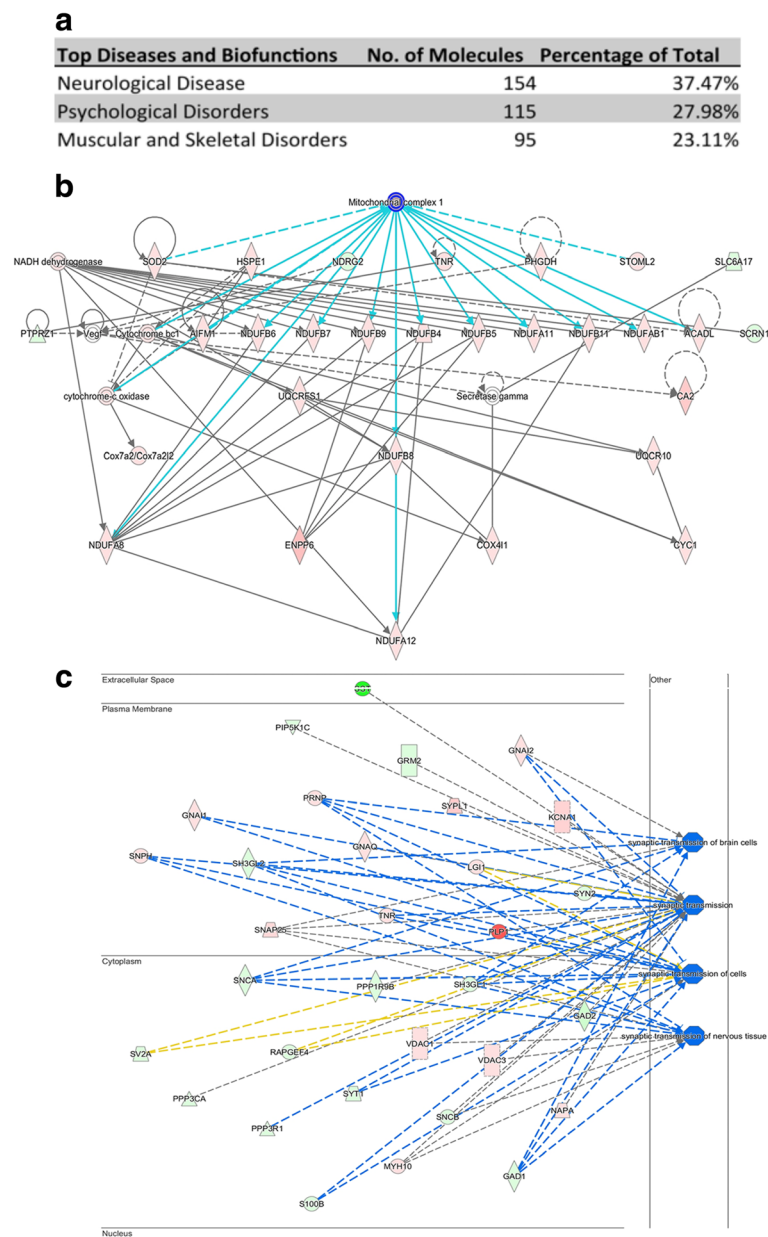 a
Top Diseases and Biofunctions No. of Molecules Percentage of Total
Neurological Disease 154 37.47%
Psychological Disorders 115 27.98%
Muscular and Skeletal Disorders 95 23.11%
b
Mitochondrial complex 1
NADH dehydrogenase SOD2 HSPE1 NDRG2 TNR PHGDH STOML2 SLC6A17
PTPRZ1 Vegf Cytochrome bc1 AIFM1 NDUFB6 NDUFB7 NDUFB9 NDUFB4 NDUFB5 NDUFA11 NDUFB11 NDUFAB1 ACADL SCRN1
cytochrome-c oxidase UQCRFS1 Secretase gamma CA2
Cox7a2/Cox7a2l2 NDUFB8 UQCR10
NDUFA8 ENPP6 COX4I1 CYC1
NDUFA12
c
Extracellular Space Other
Plasma Membrane
PIP5K1C
GRM2 GNAI2
PRNP SYPL1
GNAI1 KCNA1
synaptic transmission of brain cells
SNPH SH3GL2 GNAQ LGI1
SYN2
synaptic transmission
TNR
SNAP25 PLP1
Cytoplasm
synaptic transmission of cells
SNCA PPP1R9B SH3GL1
GAD2
synaptic transmission of nervous tissue
SV2A RAPGEF4 VDAC1 VDAC3
PPP3CA SYT1
PPP3R1 SNCB NAPA
MYH10 GAD1
S100B
Nucleus